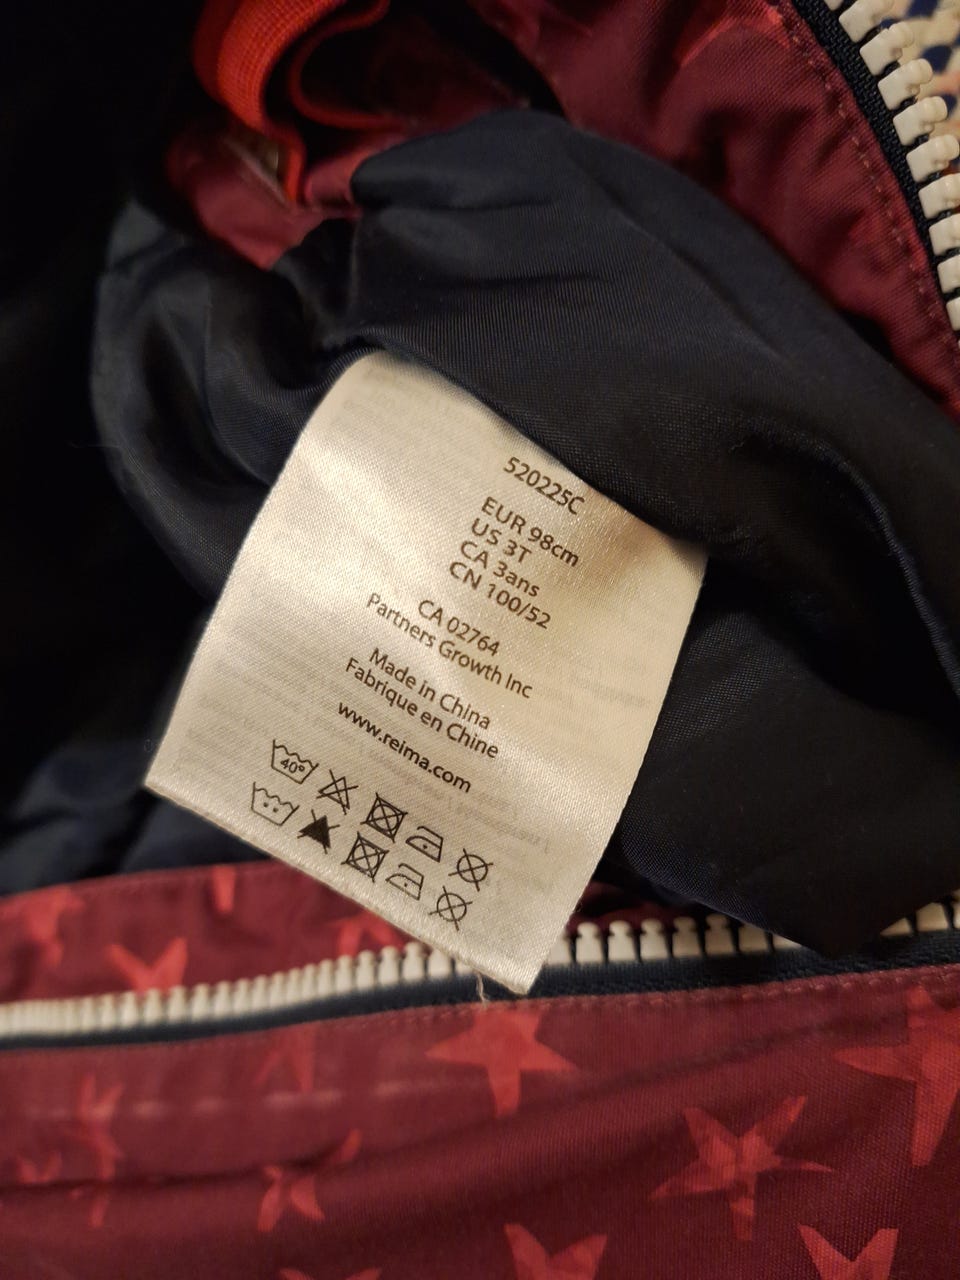 520225C
EUR 98cm
US 3T
CA 3ans
CN 100/52
CA 02764
Partners Growth Inc
Made in China
Fabrique en Chine
www.reima.com
40°